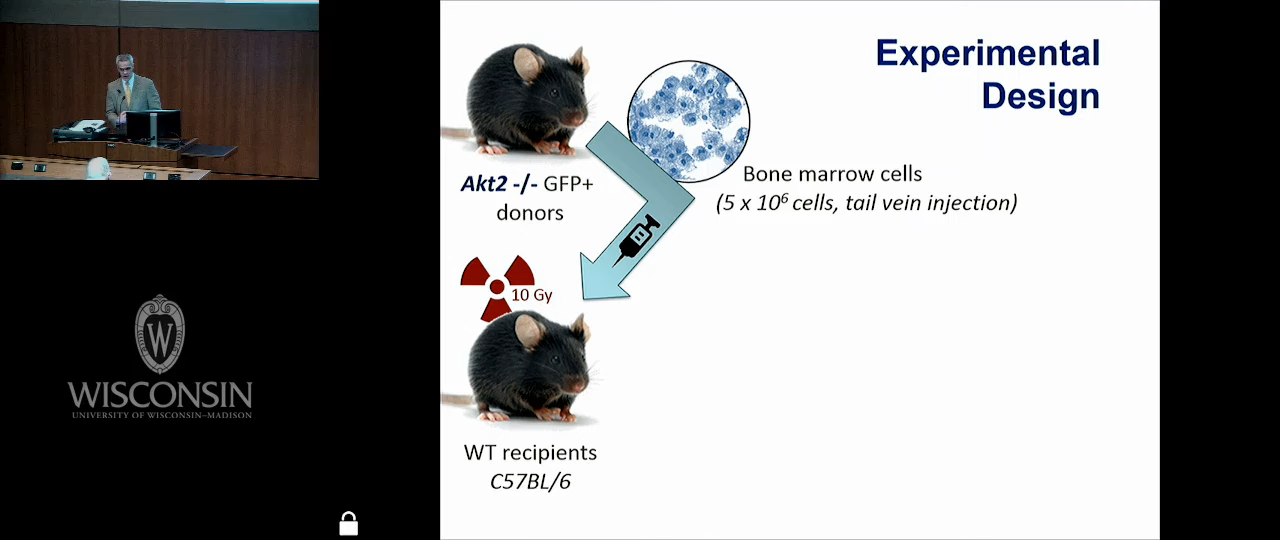 Experimental
Design
Akt2 -/- GFP+
donors
Bone marrow cells
(5 x 10⁶ cells, tail vein injection)
10 Gy
WT recipients
C57BL/6
W
WISCONSIN
UNIVERSITY OF WISCONSIN–MADISON